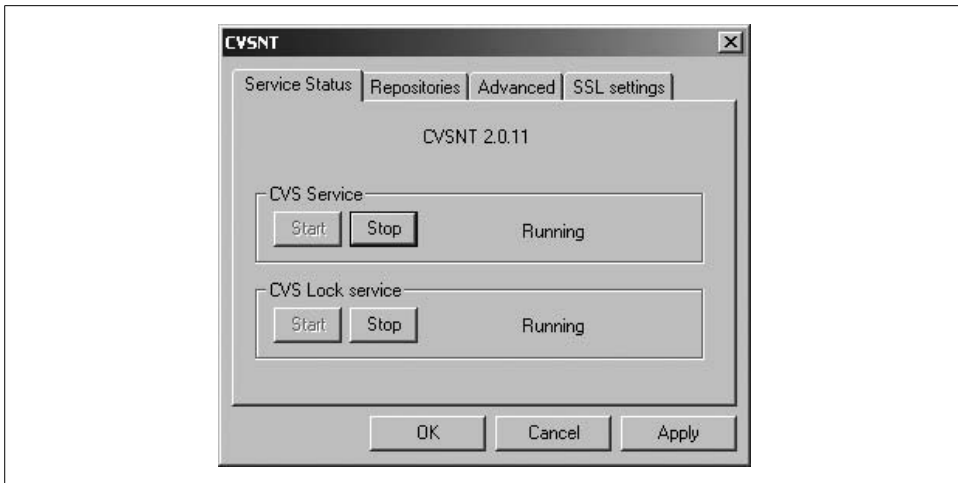 CVSNT
Service Status Repositories Advanced SSL settings
CVSNT 2.0.11
CVS Service
Start Stop Running
CVS Lock service
Start Stop Running
OK Cancel Apply